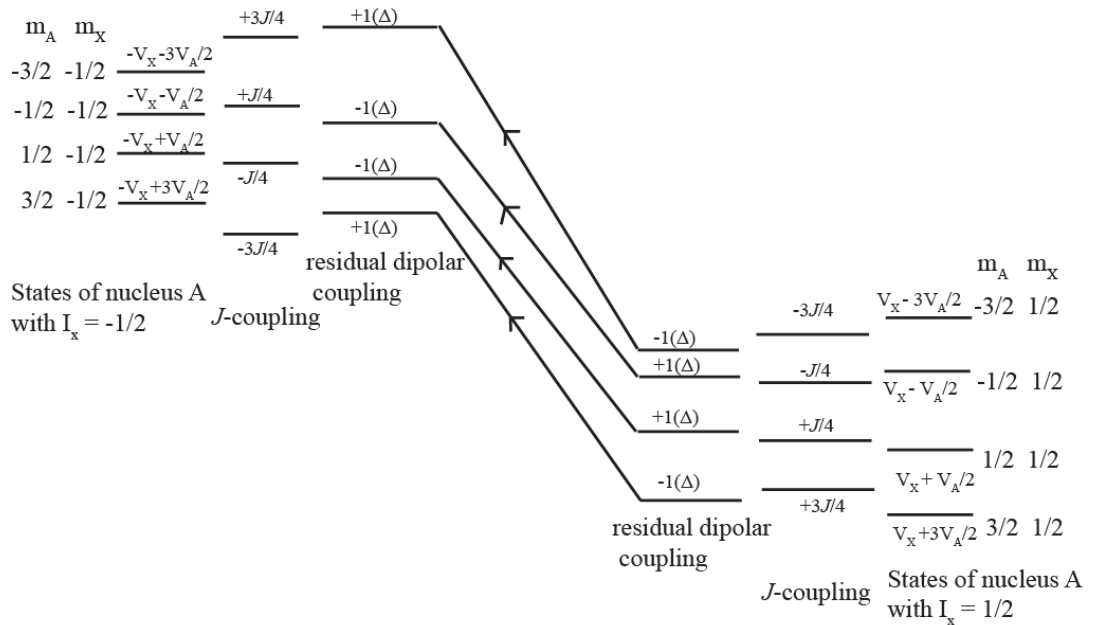 m_A m_X
-3/2 -1/2
-1/2 -1/2
1/2 -1/2
3/2 -1/2
-V_X-3V_A/2
-V_X-V_A/2
-V_X+V_A/2
-V_X+3V_A/2
+3J/4
+J/4
-J/4
-3J/4
+1(Δ)
-1(Δ)
-1(Δ)
+1(Δ)
States of nucleus A
with I_x = -1/2
J-coupling
residual dipolar
coupling
-1(Δ)
+1(Δ)
+1(Δ)
-1(Δ)
residual dipolar
coupling
-3J/4
-J/4
+J/4
+3J/4
J-coupling
m_A m_X
V_X- 3V_A/2 -3/2 1/2
V_X- V_A/2 -1/2 1/2
V_X+ V_A/2 1/2 1/2
V_X+3V_A/2 3/2 1/2
States of nucleus A
with I_x = 1/2